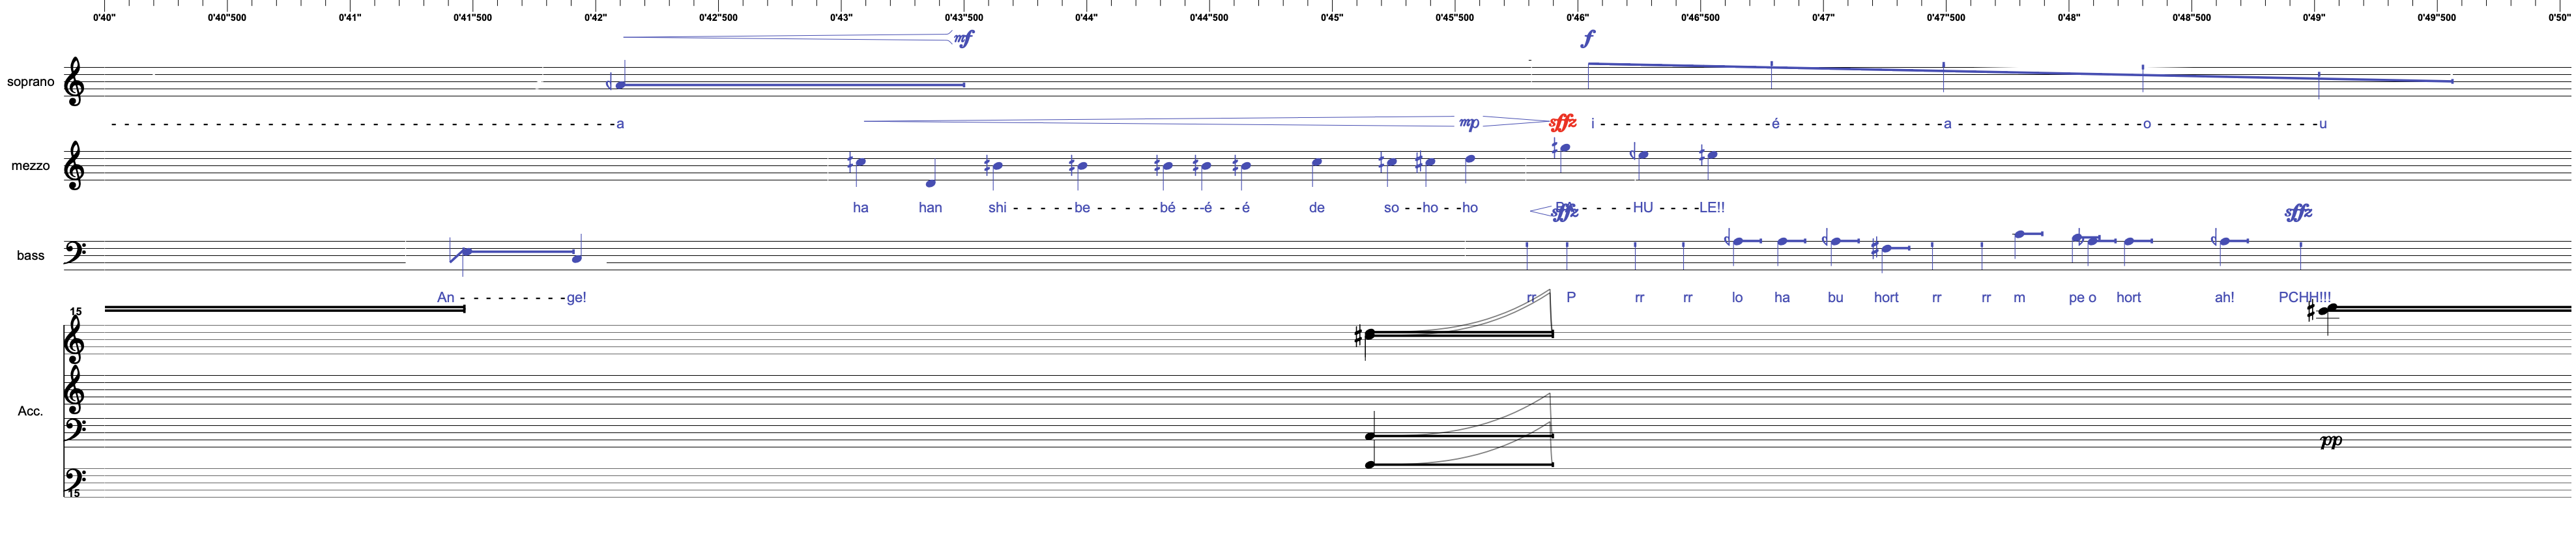 0'40" 0'40"500 0'41" 0'41"500 0'42" 0'42"500 0'43' 0'43"500 0'44" 0'44"500 0'45" 0'45"500 0'46" 0'46"500 0'47" 0'47"500 0'48" 0'48"500 0'49" 0'49"500 0'50"
mf f
soprano
- - - - - - - - - - - - - - - - - - - - - - - - - - - - - - - - - - - - - -a mp sffz i - - - - - - - - - - - - - -é - - - - - - - - - - - - - -a - - - - - - - - - - - - - - - -o - - - - - - - - - - - - - -u
mezzo
ha han shi - - - - - -be - - - - - -bé - --é - -é de so --ho --ho - - - -HU - - - -LE!!
sffz sffz
bass
An - - - - - - - - -ge! rr P rr rr lo ha bu hort rr rr m pe o hort ah! PCHH!!!
15
Acc.
pp
15